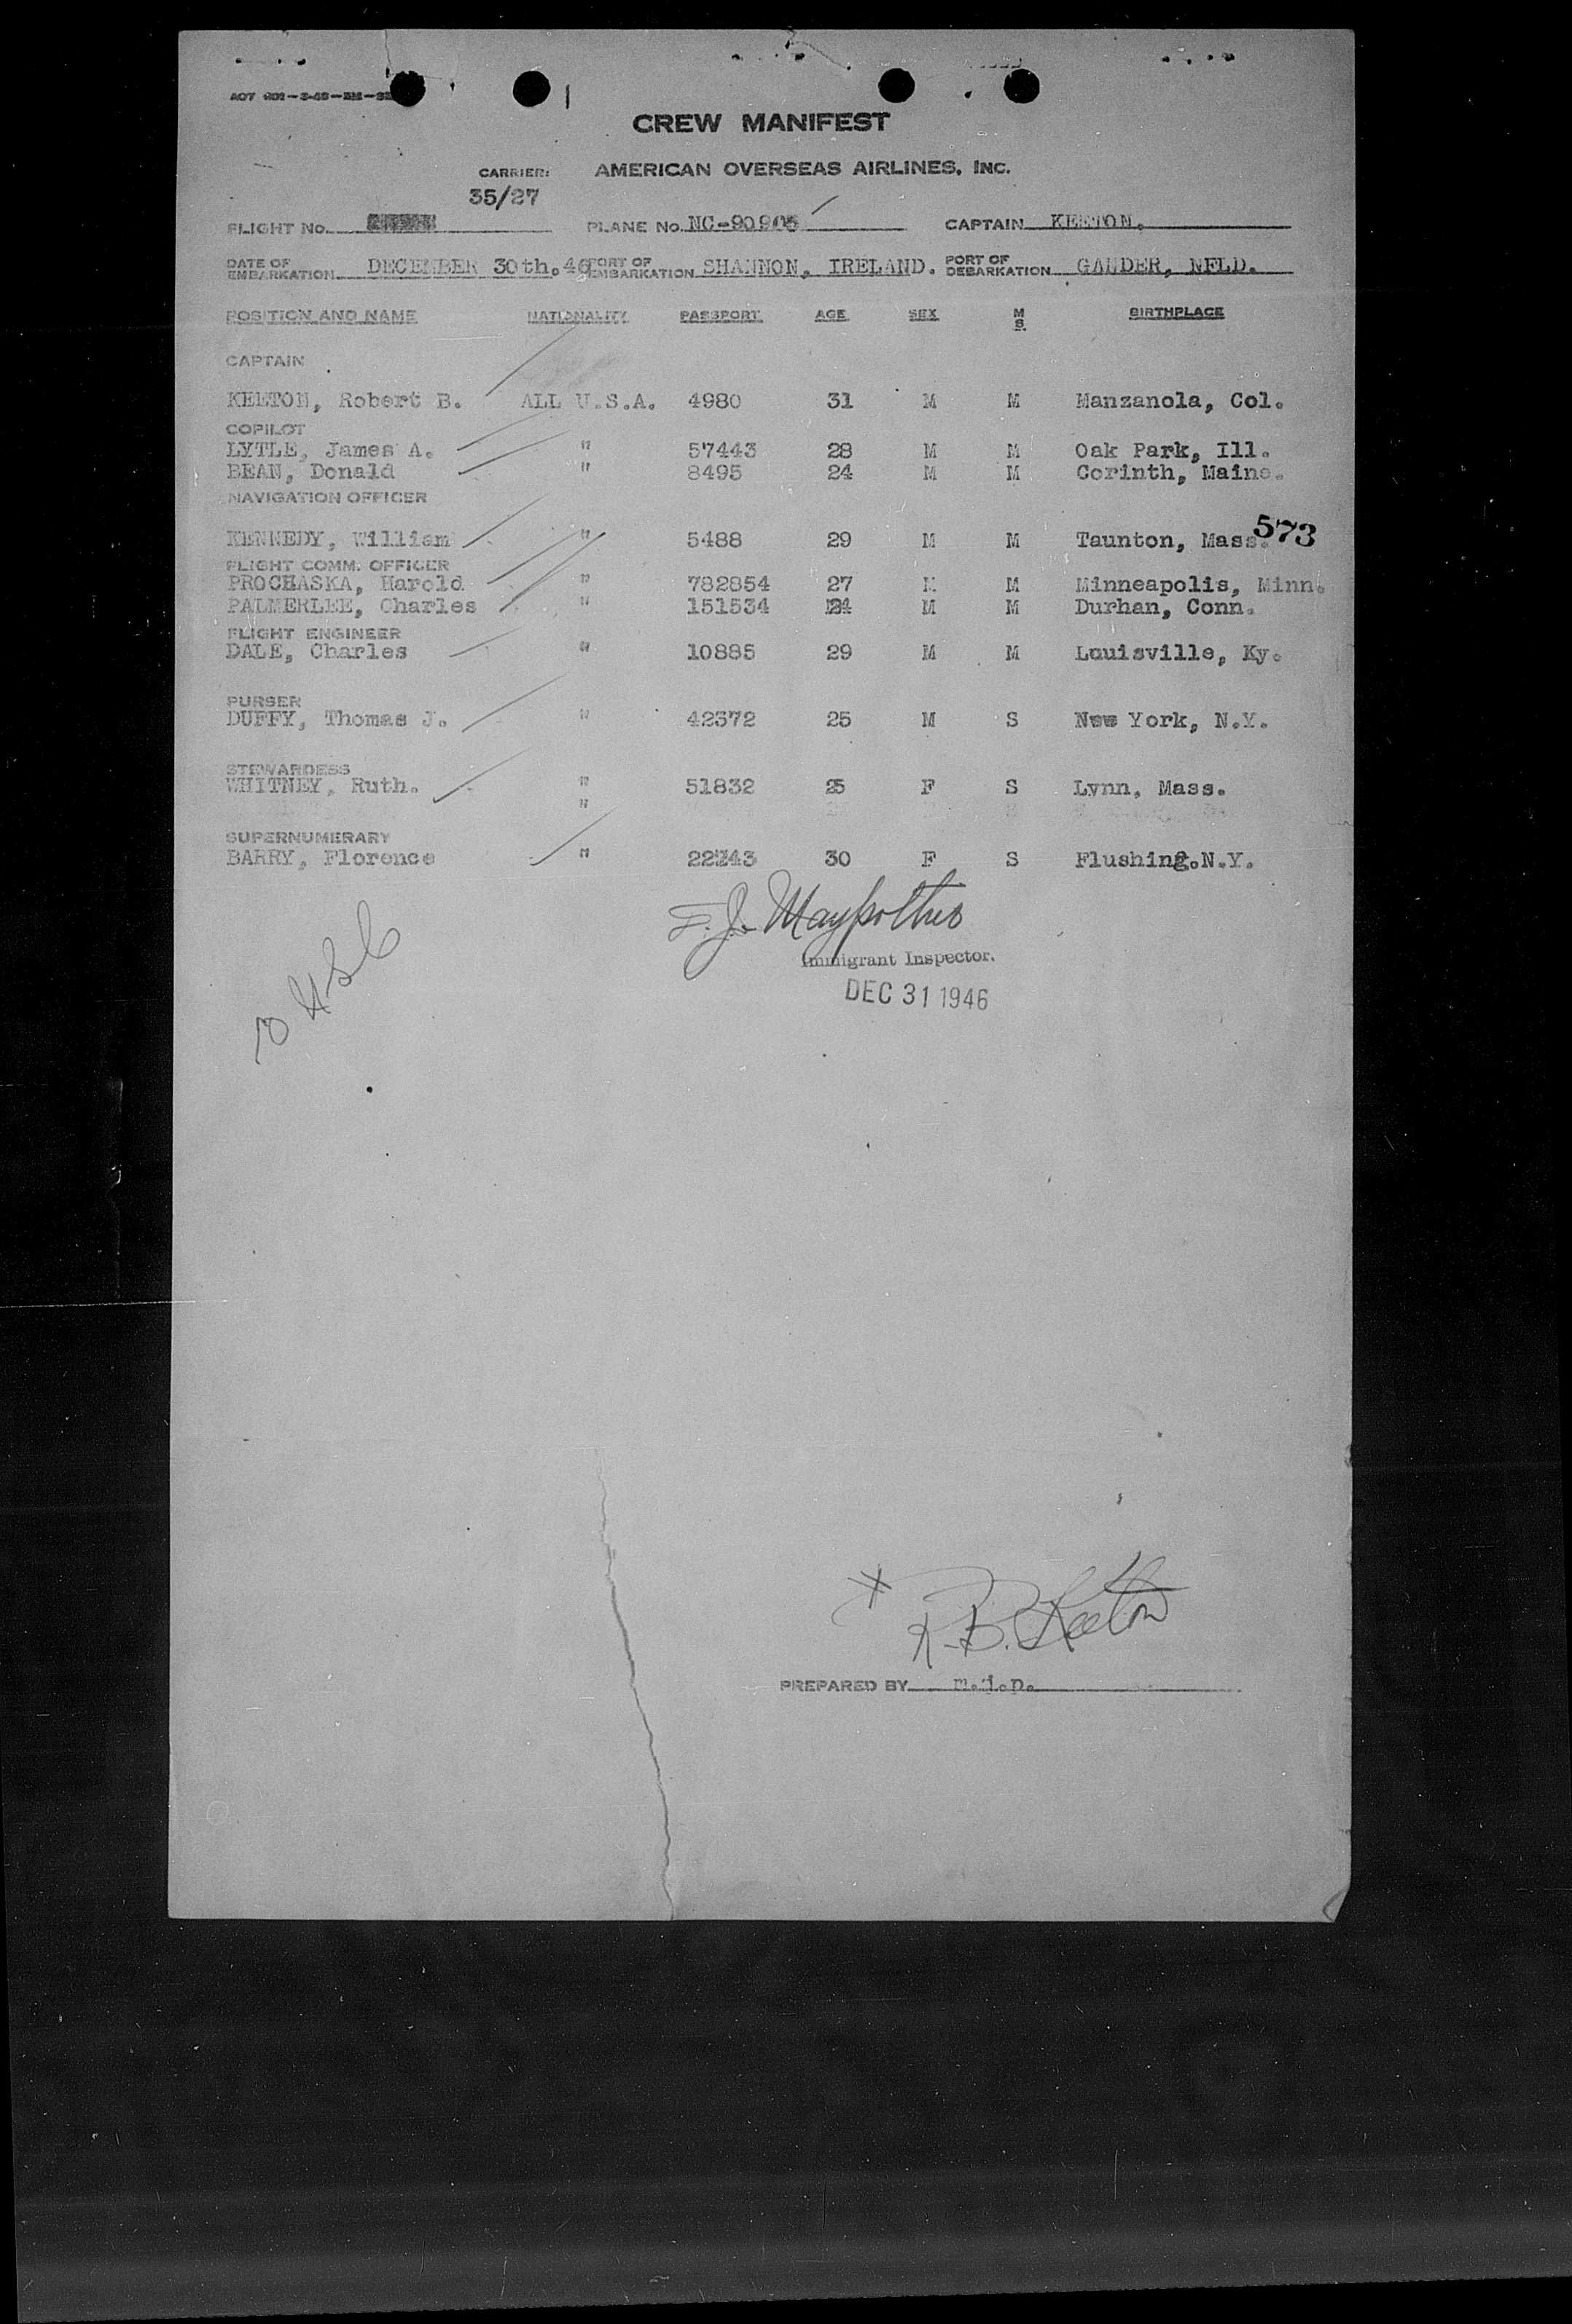 CREW MANIFEST
CARRIER: AMERICAN OVERSEAS AIRLINES, INC.
35/27
FLIGHT No. PLANE No. NC-90905 CAPTAIN KEETON.
DATE OF EMBARKATION DECEMBER 30th. 46 PORT OF EMBARKATION SHANNON, IRELAND. PORT OF DEBARKATION GANDER, NFLD.
POSITION AND NAME NATIONALITY PASSPORT AGE SEX M S. BIRTHPLACE
CAPTAIN
KEETON, Robert B. ALL U.S.A. 4980 31 M M Manzanola, Col.
COPILOT
LYTLE, James A. " 57443 28 M M Oak Park, Ill.
BEAN, Donald " 8495 24 M M Corinth, Maine.
NAVIGATION OFFICER
KENNEDY, William " 5488 29 M M Taunton, Mass. 573
FLIGHT COMM. OFFICER
PROCHASKA, Harold " 782854 27 M M Minneapolis, Minn.
PALMERLEE, Charles " 151534 24 M M Durhan, Conn.
FLIGHT ENGINEER
DALE, Charles " 10885 29 M M Louisville, Ky.
PURSER
DUFFY, Thomas J. " 42372 25 M S New York, N.Y.
STEWARDESS
WHITNEY, Ruth. " 51832 25 F S Lynn, Mass.
"
SUPERNUMERARY
BARRY, Florence " 22343 30 F S Flushing.N.Y.
F. J.
Immigrant Inspector.
DEC 31 1946
R. B. Keeton
PREPARED BY m.j.p.